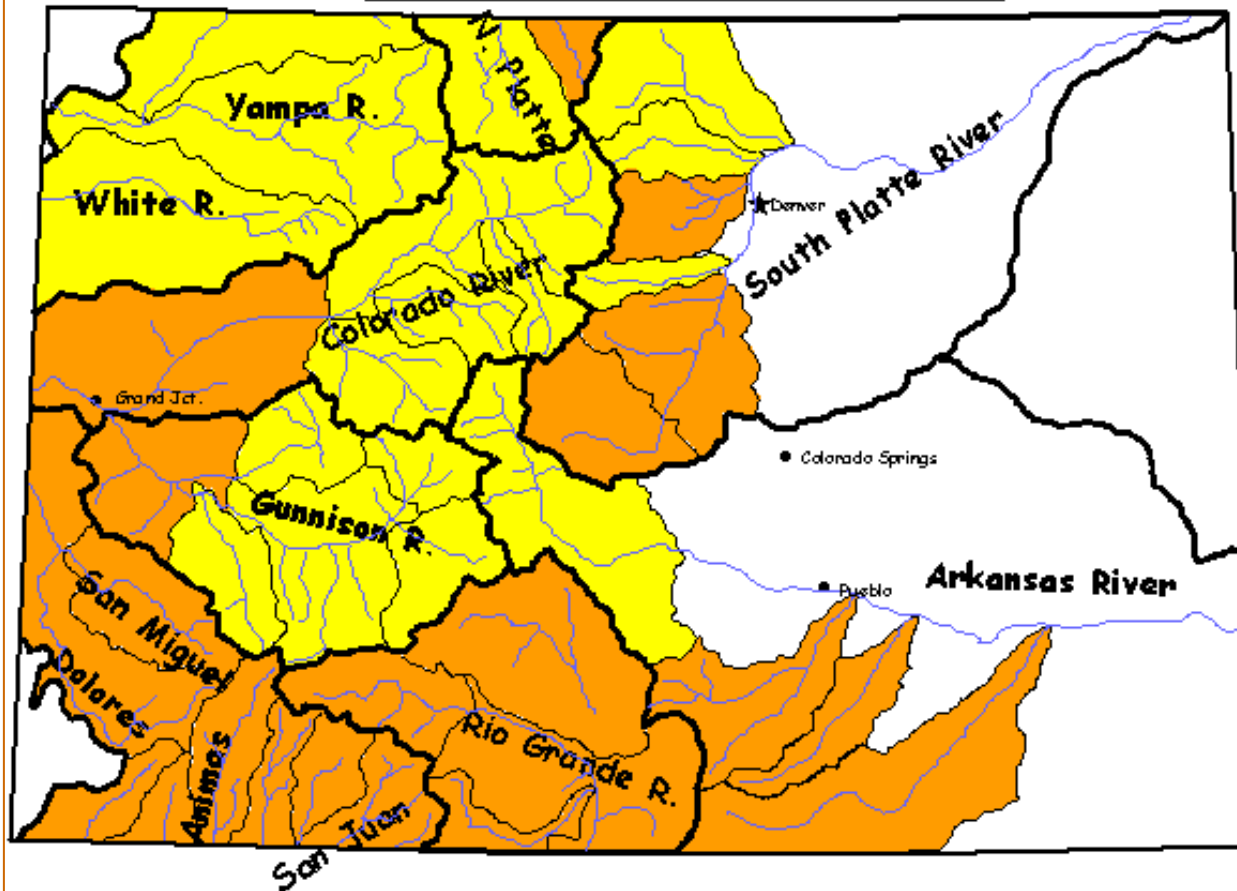 N. Platte
Yampa R.
White R.
Denver
South Platte River
Colorado River
Grand Jct.
Colorado Springs
Gunnison R.
Pueblo
Arkansas River
San Miguel
Dolores
Animas
Rio Grande R.
San Juan